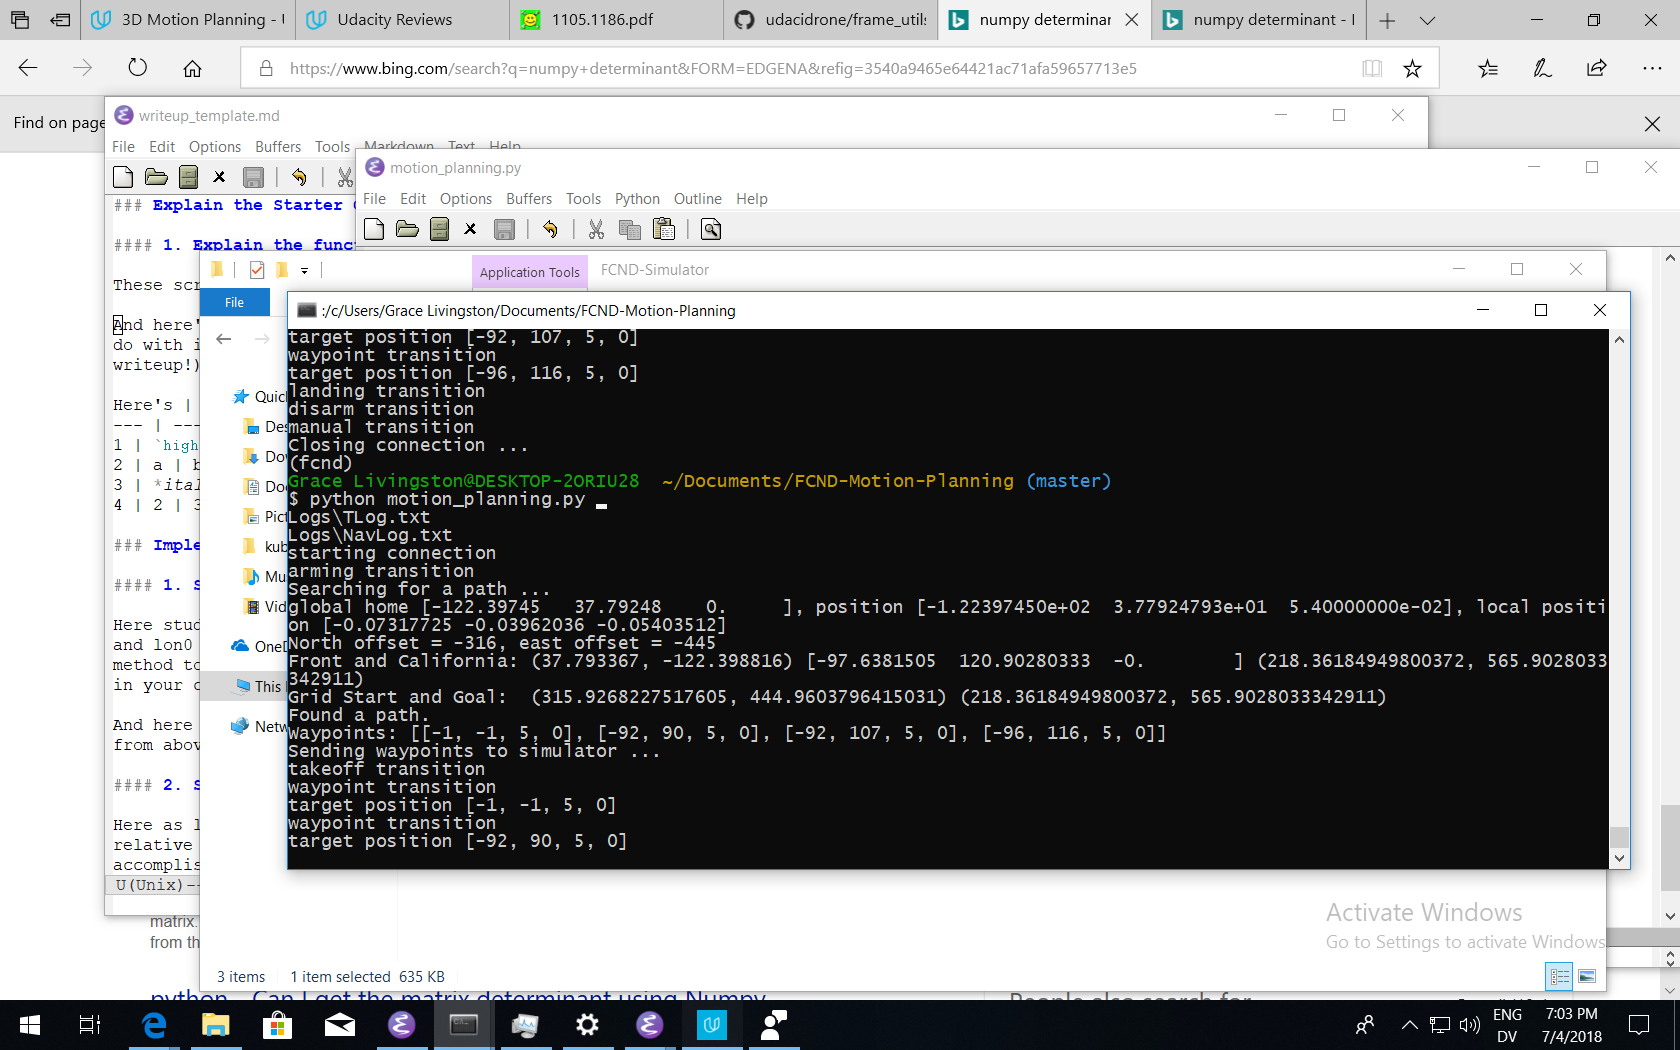 3D Motion Planning - U
Udacity Reviews
1105.1186.pdf
udacidrone/frame_utils
numpy determinan
numpy determinant - B
https://www.bing.com/search?q=numpy+determinant&FORM=EDGENA&refig=3540a9465e64421ac71afa59657713e5
Find on page
writeup_template.md
File Edit Options Buffers Tools Markdown Text Help
motion_planning.py
File Edit Options Buffers Tools Python Outline Help
### Explain the Starter
#### 1. Explain the func
These scr
And here'
do with i
writeup!)
Here's |
--- | ---
1 | `high
2 | a | b
3 | *ital
4 | 2 | 3
### Imple
#### 1. S
Here stud
and lon0
method to
in your c
And here
from abov
#### 2. S
Here as l
relative
accomplis
U(Unix)--
Application Tools
FCND-Simulator
File
Quic
Des
Dow
Doc
Pict
kub
Mu
Vid
OneD
This
Netw
3 items 1 item selected 635 KB
:/c/Users/Grace Livingston/Documents/FCND-Motion-Planning
target position [-92, 107, 5, 0]
waypoint transition
target position [-96, 116, 5, 0]
landing transition
disarm transition
manual transition
Closing connection ...
(fcnd)
Grace Livingston@DESKTOP-2ORIU28 ~/Documents/FCND-Motion-Planning (master)
$ python motion_planning.py
Logs\TLog.txt
Logs\NavLog.txt
starting connection
arming transition
Searching for a path ...
global home [-122.39745 37.79248 0. ], position [-1.22397450e+02 3.77924793e+01 5.40000000e-02], local positi
on [-0.07317725 -0.03962036 -0.05403512]
North offset = -316, east offset = -445
Front and California: (37.793367, -122.398816) [-97.6381505 120.90280333 -0. ] (218.36184949800372, 565.9028033
342911)
Grid Start and Goal: (315.9268227517605, 444.9603796415031) (218.36184949800372, 565.9028033342911)
Found a path.
Waypoints: [[-1, -1, 5, 0], [-92, 90, 5, 0], [-92, 107, 5, 0], [-96, 116, 5, 0]]
Sending waypoints to simulator ...
takeoff transition
waypoint transition
target position [-1, -1, 5, 0]
waypoint transition
target position [-92, 90, 5, 0]
Activate Windows
Go to Settings to activate Windows
matrix.
from th
python - Can I get the matrix determinant using Numpy
People also search for
ENG
DV
7:03 PM
7/4/2018